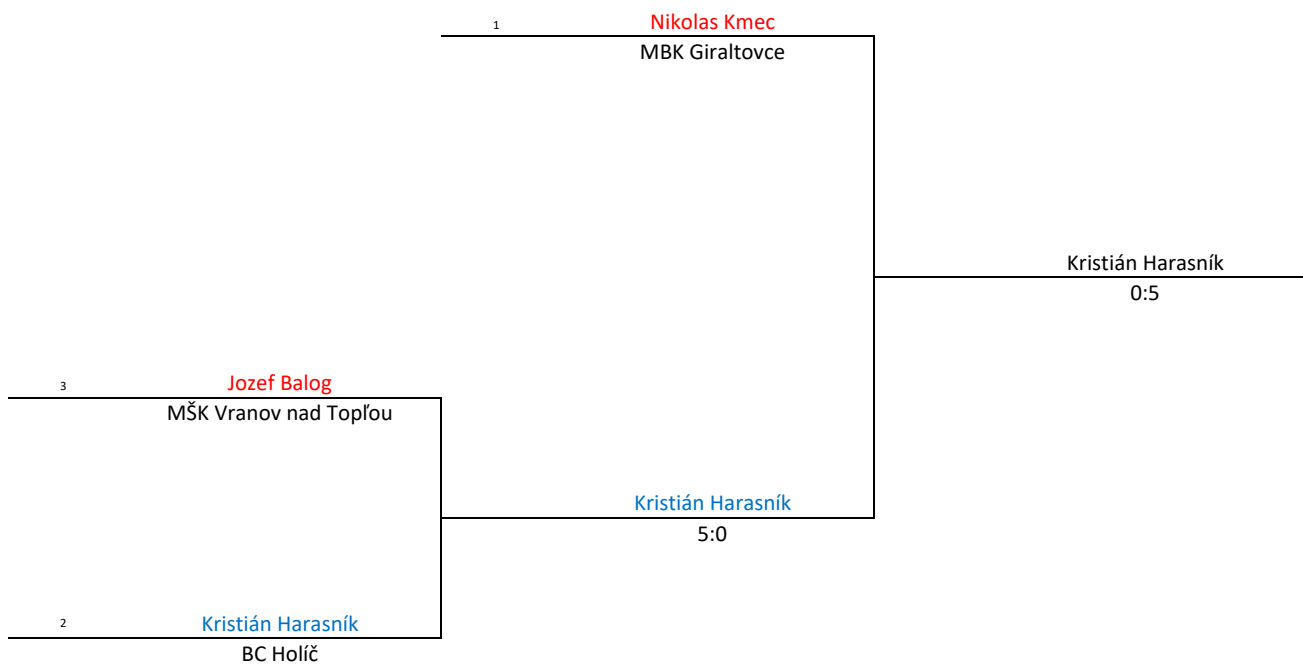 1 Nikolas Kmec
MBK Giraltovce
Kristián Harasník
0:5
3 Jozef Balog
MŠK Vranov nad Topľou
Kristián Harasník
5:0
2 Kristián Harasník
BC Holíč